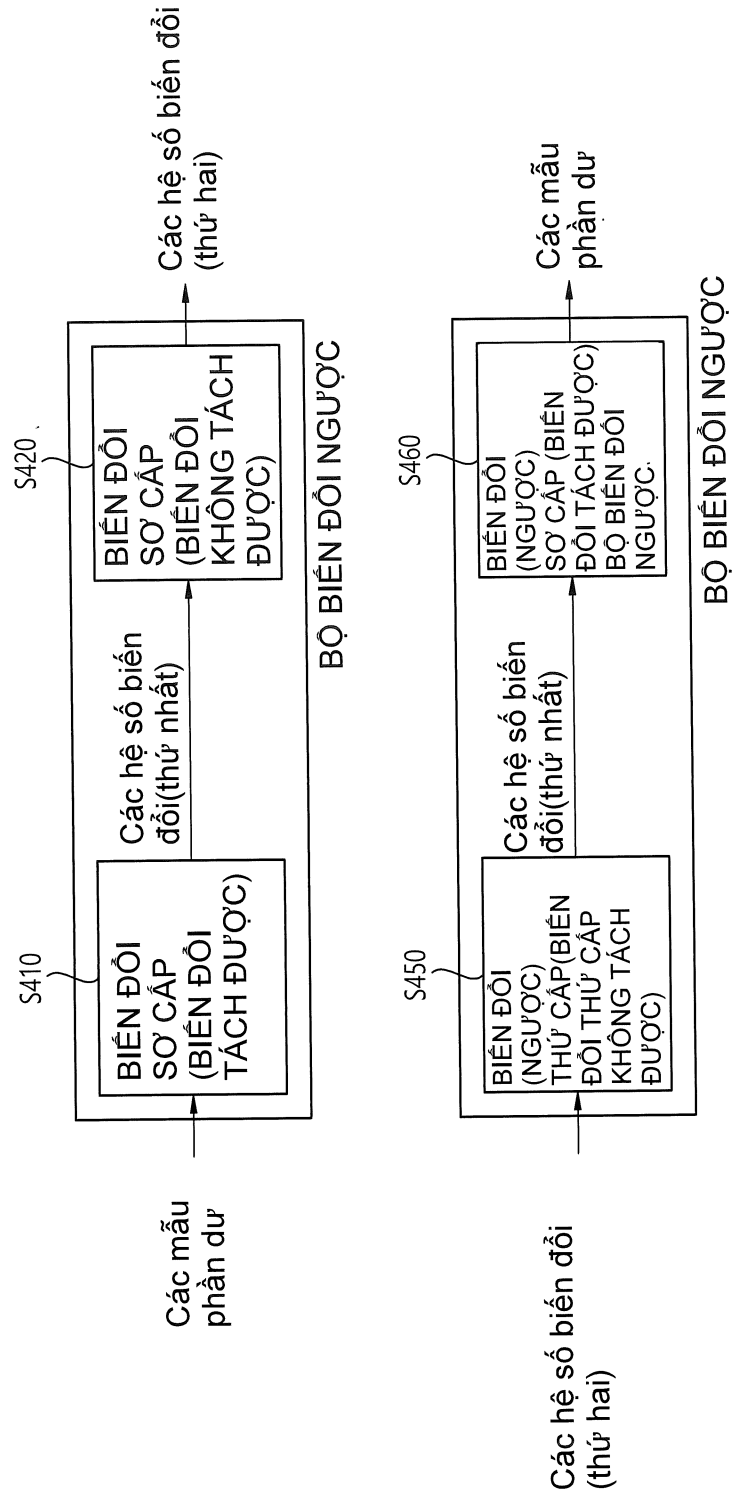 Các mẫu
phần dư
S410
BIẾN ĐỔI
SƠ CẤP
(BIẾN ĐỔI
TÁCH ĐƯỢC)
Các hệ số biến
đổi(thứ nhất)
S420
BIẾN ĐỔI
SƠ CẤP
(BIẾN ĐỔI
KHÔNG TÁCH
ĐƯỢC)
Các hệ số biến đổi
(thứ hai)
BỘ BIẾN ĐỔI NGƯỢC
Các hệ số biến đổi
(thứ hai)
S450
BIẾN ĐỔI
(NGƯỢC)
THỨ CẤP(BIẾN
ĐỔI THỨ CẤP
KHÔNG TÁCH
ĐƯỢC)
Các hệ số biến
đổi(thứ nhất)
S460
BIẾN ĐỔI
(NGƯỢC)
SƠ CẤP (BIẾN
ĐỔI TÁCH ĐƯỢC)
BỘ BIẾN ĐỔI
NGƯỢC
Các mẫu
phần dư
BỘ BIẾN ĐỔI NGƯỢC